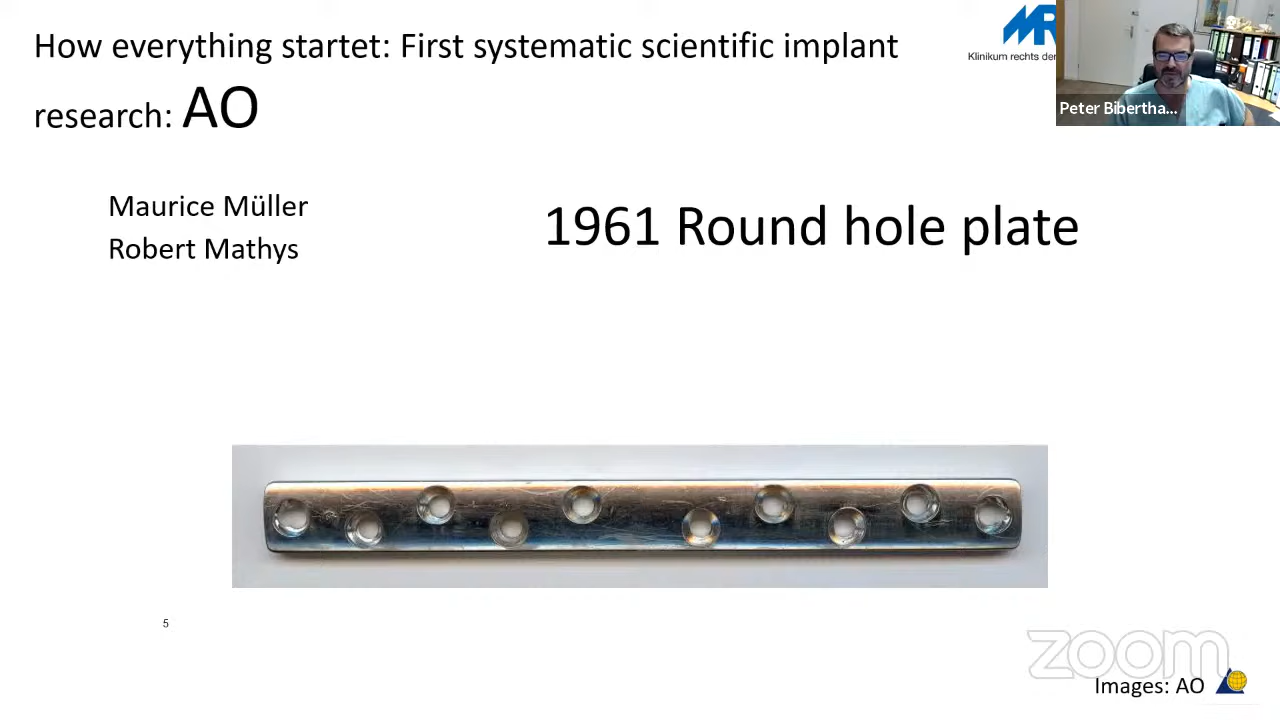 How everything startet: First systematic scientific implant
research: AO
MR
Klinikum rechts der
Peter Bibertha...
Maurice Müller
Robert Mathys
1961 Round hole plate
5
zoom
Images: AO